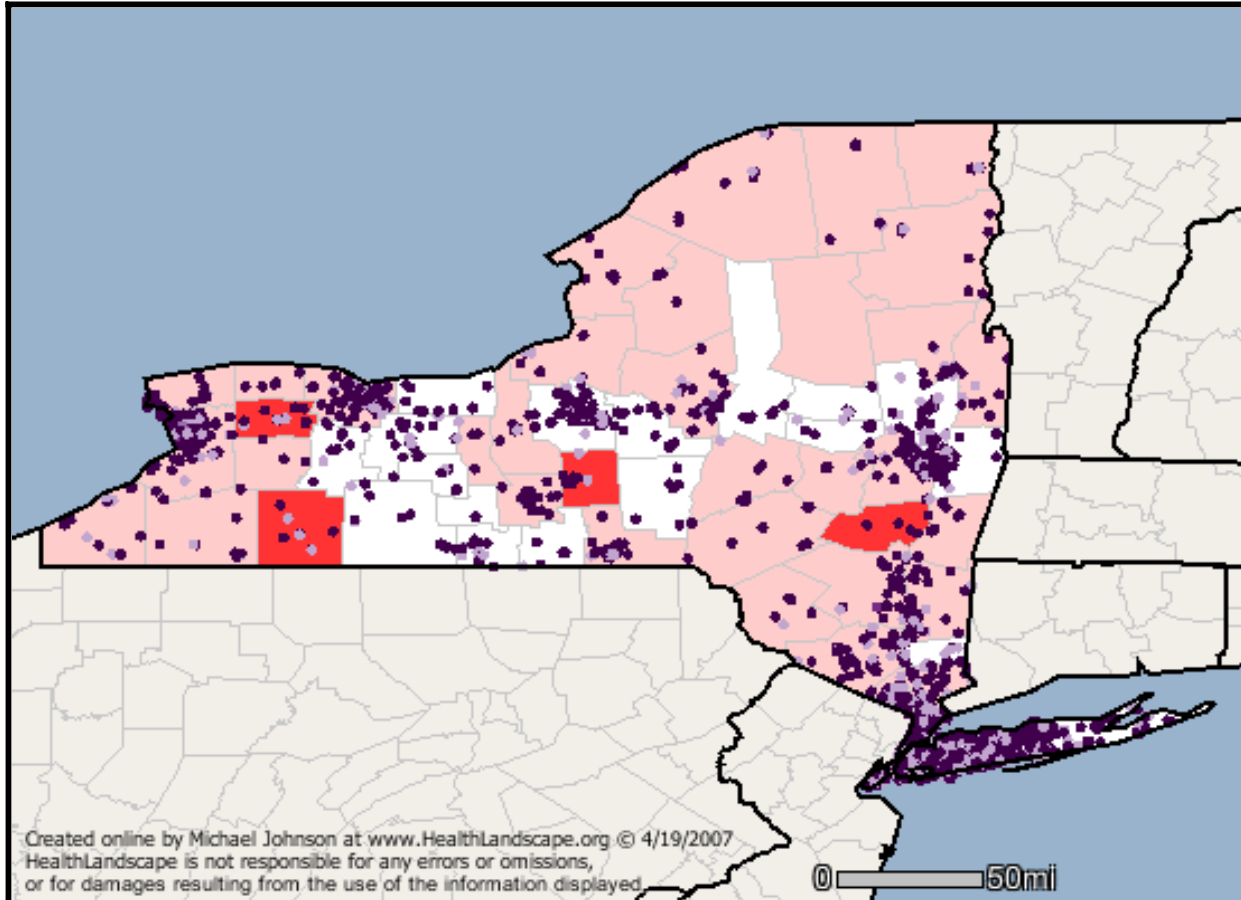 Created online by Michael Johnson at www.HealthLandscape.org © 4/19/2007
HealthLandscape is not responsible for any errors or omissions,
or for damages resulting from the use of the information displayed.
0 50mi